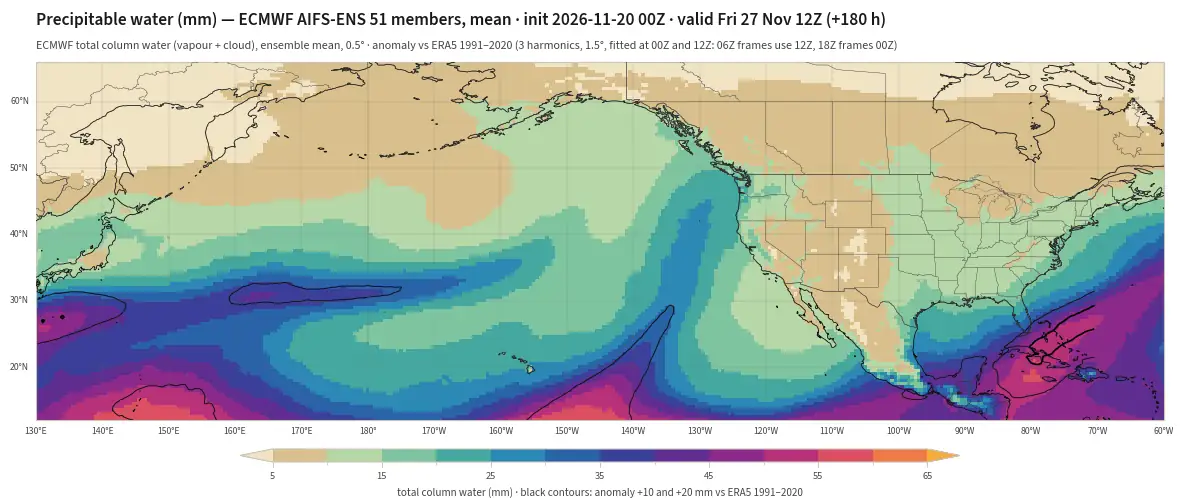 Precipitable water (mm) — ECMWF AIFS-ENS 51 members, mean · init 2026-11-20 00Z · valid Fri 27 Nov 12Z (+180 h)
ECMWF total column water (vapour + cloud), ensemble mean, 0.5° · anomaly vs ERA5 1991–2020 (3 harmonics, 1.5°, fitted at 00Z and 12Z: 06Z frames use 12Z, 18Z frames 00Z)
60°N
50°N
40°N
30°N
20°N
130°E 140°E 150°E 160°E 170°E 180° 170°W 160°W 150°W 140°W 130°W 120°W 110°W 100°W 90°W 80°W 70°W 60°W
5 15 25 35 45 55 65
total column water (mm) · black contours: anomaly +10 and +20 mm vs ERA5 1991–2020